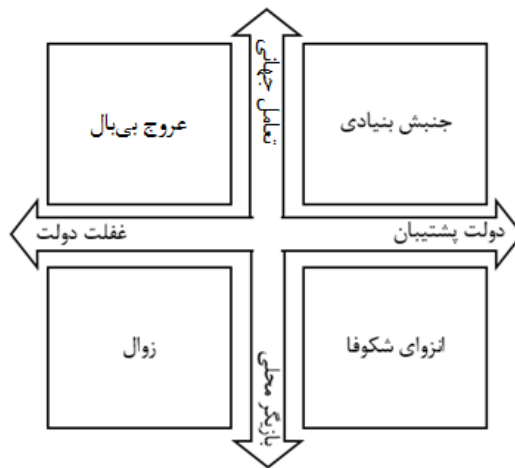 تعامل جهانی
جنبش بنیادی
عروج بی‌بال
دولت پشتیبان
غفلت دولت
انزوای شکوفا
زوال
بازیگر محلی